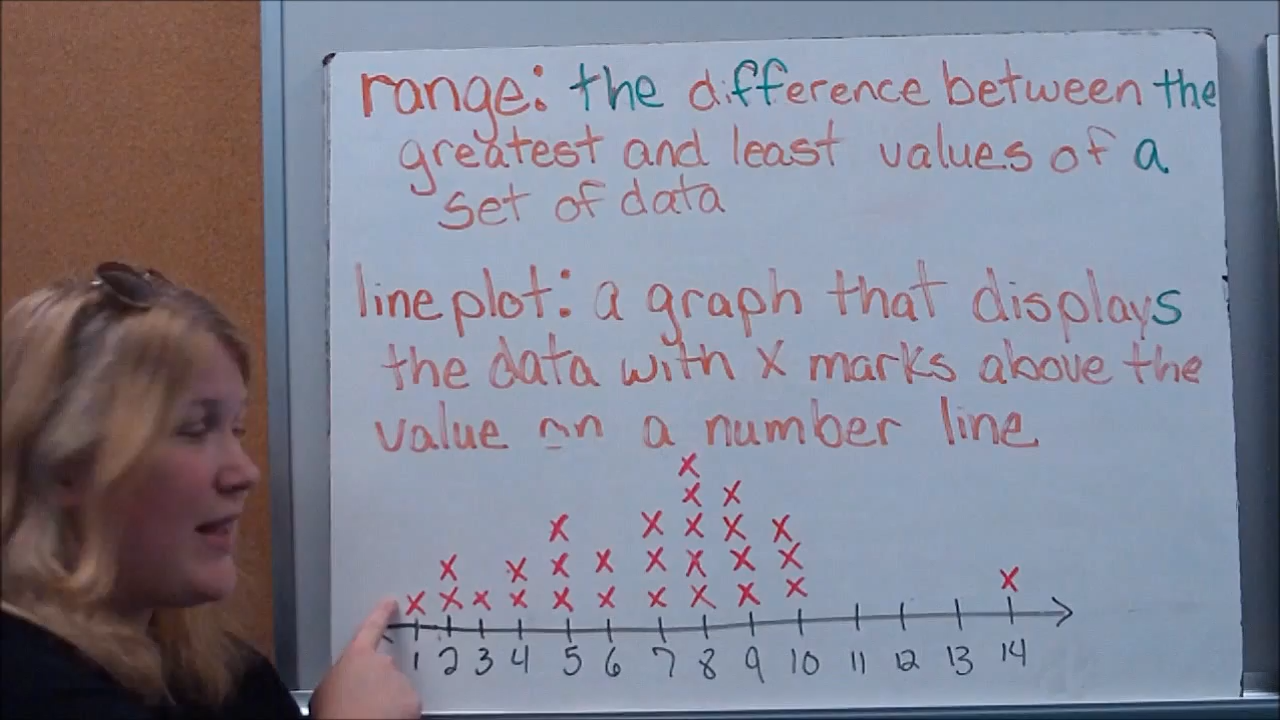 range: the difference between the
greatest and least values of a
set of data
line plot: a graph that displays
the data with x marks above the
value on a number line
x
x x
x x x x x
x x x x x x x x x
x x x x x x x x x x x
1 2 3 4 5 6 7 8 9 10 11 12 13 14